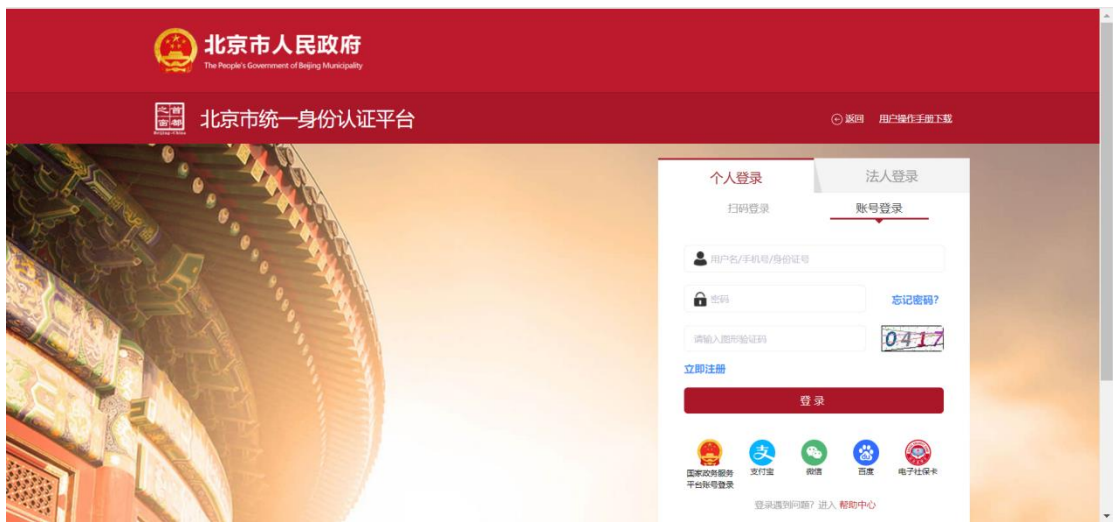 北京市人民政府
The People's Government of Beijing Municipality
首都之窗
Beijing-China
北京市统一身份认证平台
返回 用户操作手册下载
个人登录 法人登录
扫码登录 账号登录
用户名/手机号/身份证号
密码 忘记密码?
请输入图形验证码 0417
立即注册
登录
国家政务服务平台账号登录 支付宝 微信 百度 电子社保卡
登录遇到问题? 进入 帮助中心